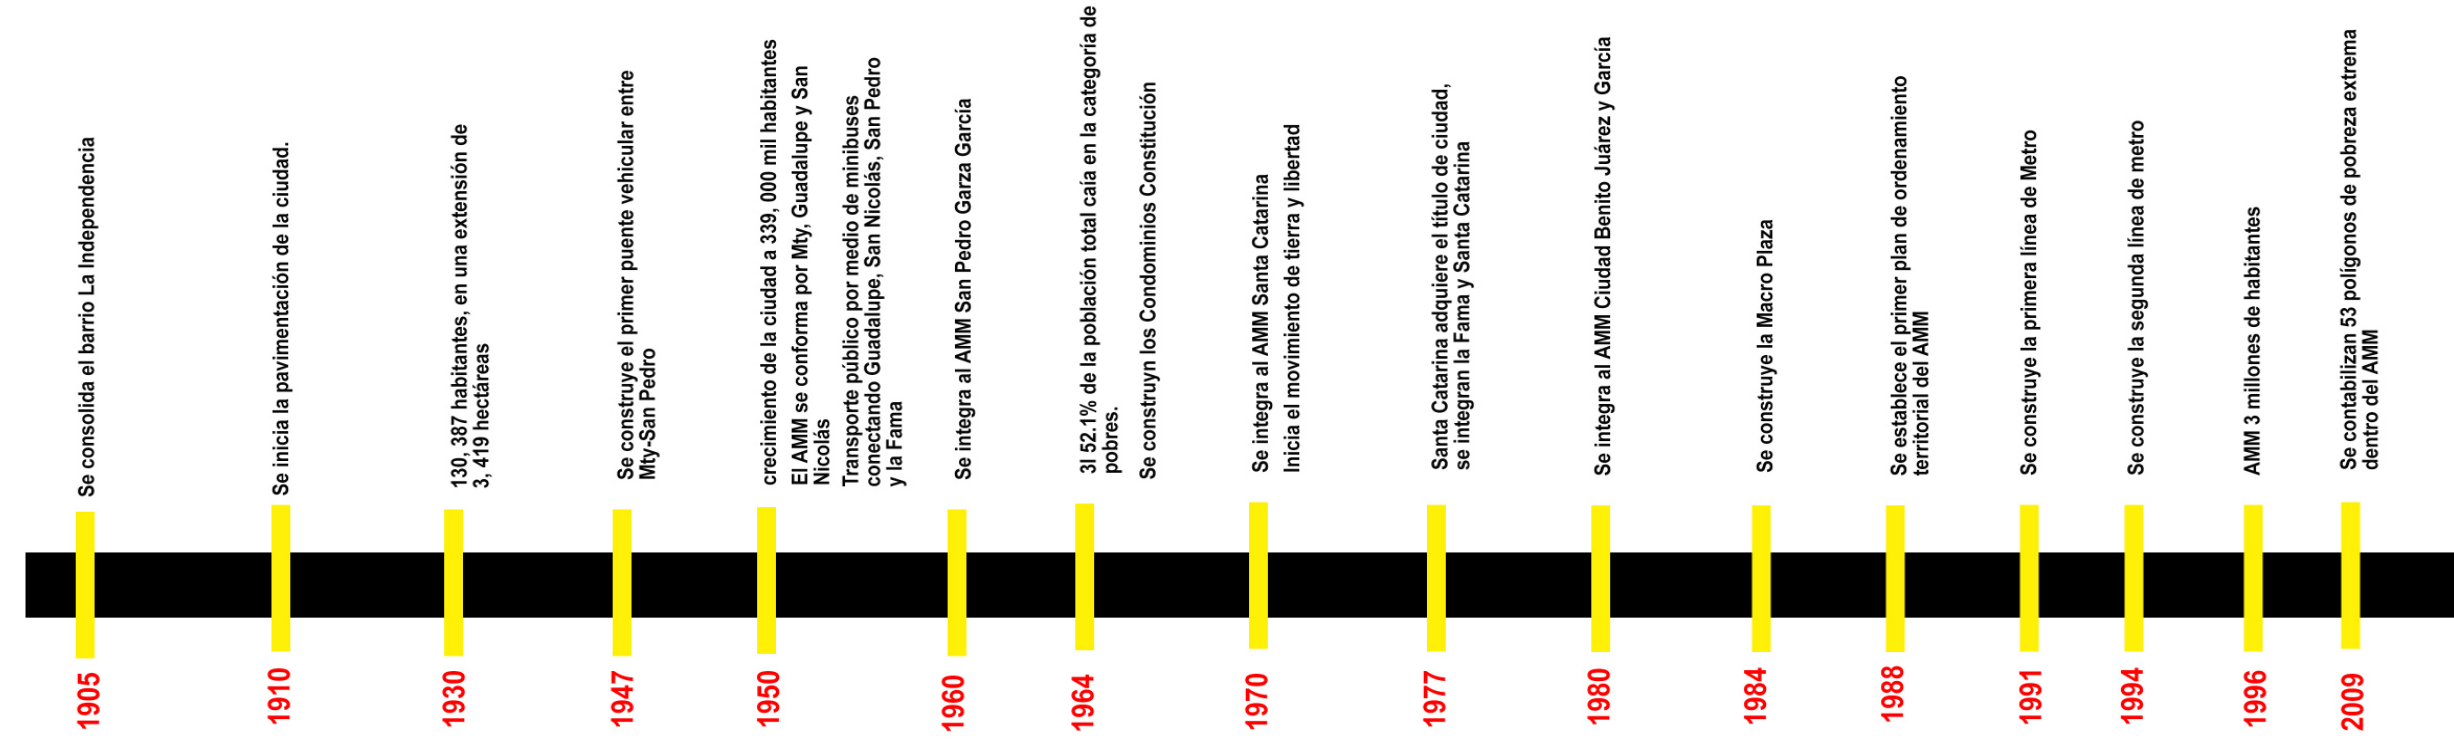 Se consolida el barrio La Independencia
1905
Se inicia la pavimentación de la ciudad.
1910
130, 387 habitantes, en una extensión de
3, 419 hectáreas
1930
Se construye el primer puente vehicular entre
Mty-San Pedro
1947
crecimiento de la ciudad a 339, 000 mil habitantes
El AMM se conforma por Mty, Guadalupe y San
Nicolás
Transporte público por medio de minibuses
conectando Guadalupe, San Nicolás, San Pedro
y la Fama
1950
Se integra al AMM San Pedro Garza García
1960
3l 52.1% de la población total caía en la categoría de
pobres.
Se construyn los Condominios Constitución
1964
Se integra al AMM Santa Catarina
Inicia el movimiento de tierra y libertad
1970
Santa Catarina adquiere el título de ciudad,
se integran la Fama y Santa Catarina
1977
Se integra al AMM Ciudad Benito Juárez y García
1980
Se construye la Macro Plaza
1984
Se establece el primer plan de ordenamiento
territorial del AMM
1988
Se construye la primera línea de Metro
1991
Se construye la segunda línea de metro
1994
AMM 3 millones de habitantes
1996
Se contabilizan 53 polígonos de pobreza extrema
dentro del AMM
2009